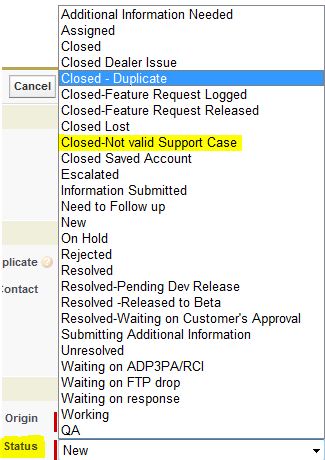 Additional Information Needed
Assigned
Closed
Closed Dealer Issue
Closed - Duplicate
Cancel
Closed-Feature Request Logged
Closed-Feature Request Released
Closed Lost
Closed-Not valid Support Case
Closed Saved Account
Escalated
Information Submitted
Need to Follow up
New
On Hold
Rejected
plicate
Resolved
Resolved-Pending Dev Release
ontact
Resolved -Released to Beta
Resolved-Waiting on Customer's Approval
Submitting Additional Information
Unresolved
Waiting on ADP3PA/RCI
Waiting on FTP drop
Waiting on response
Working
Origin
QA
Status
New